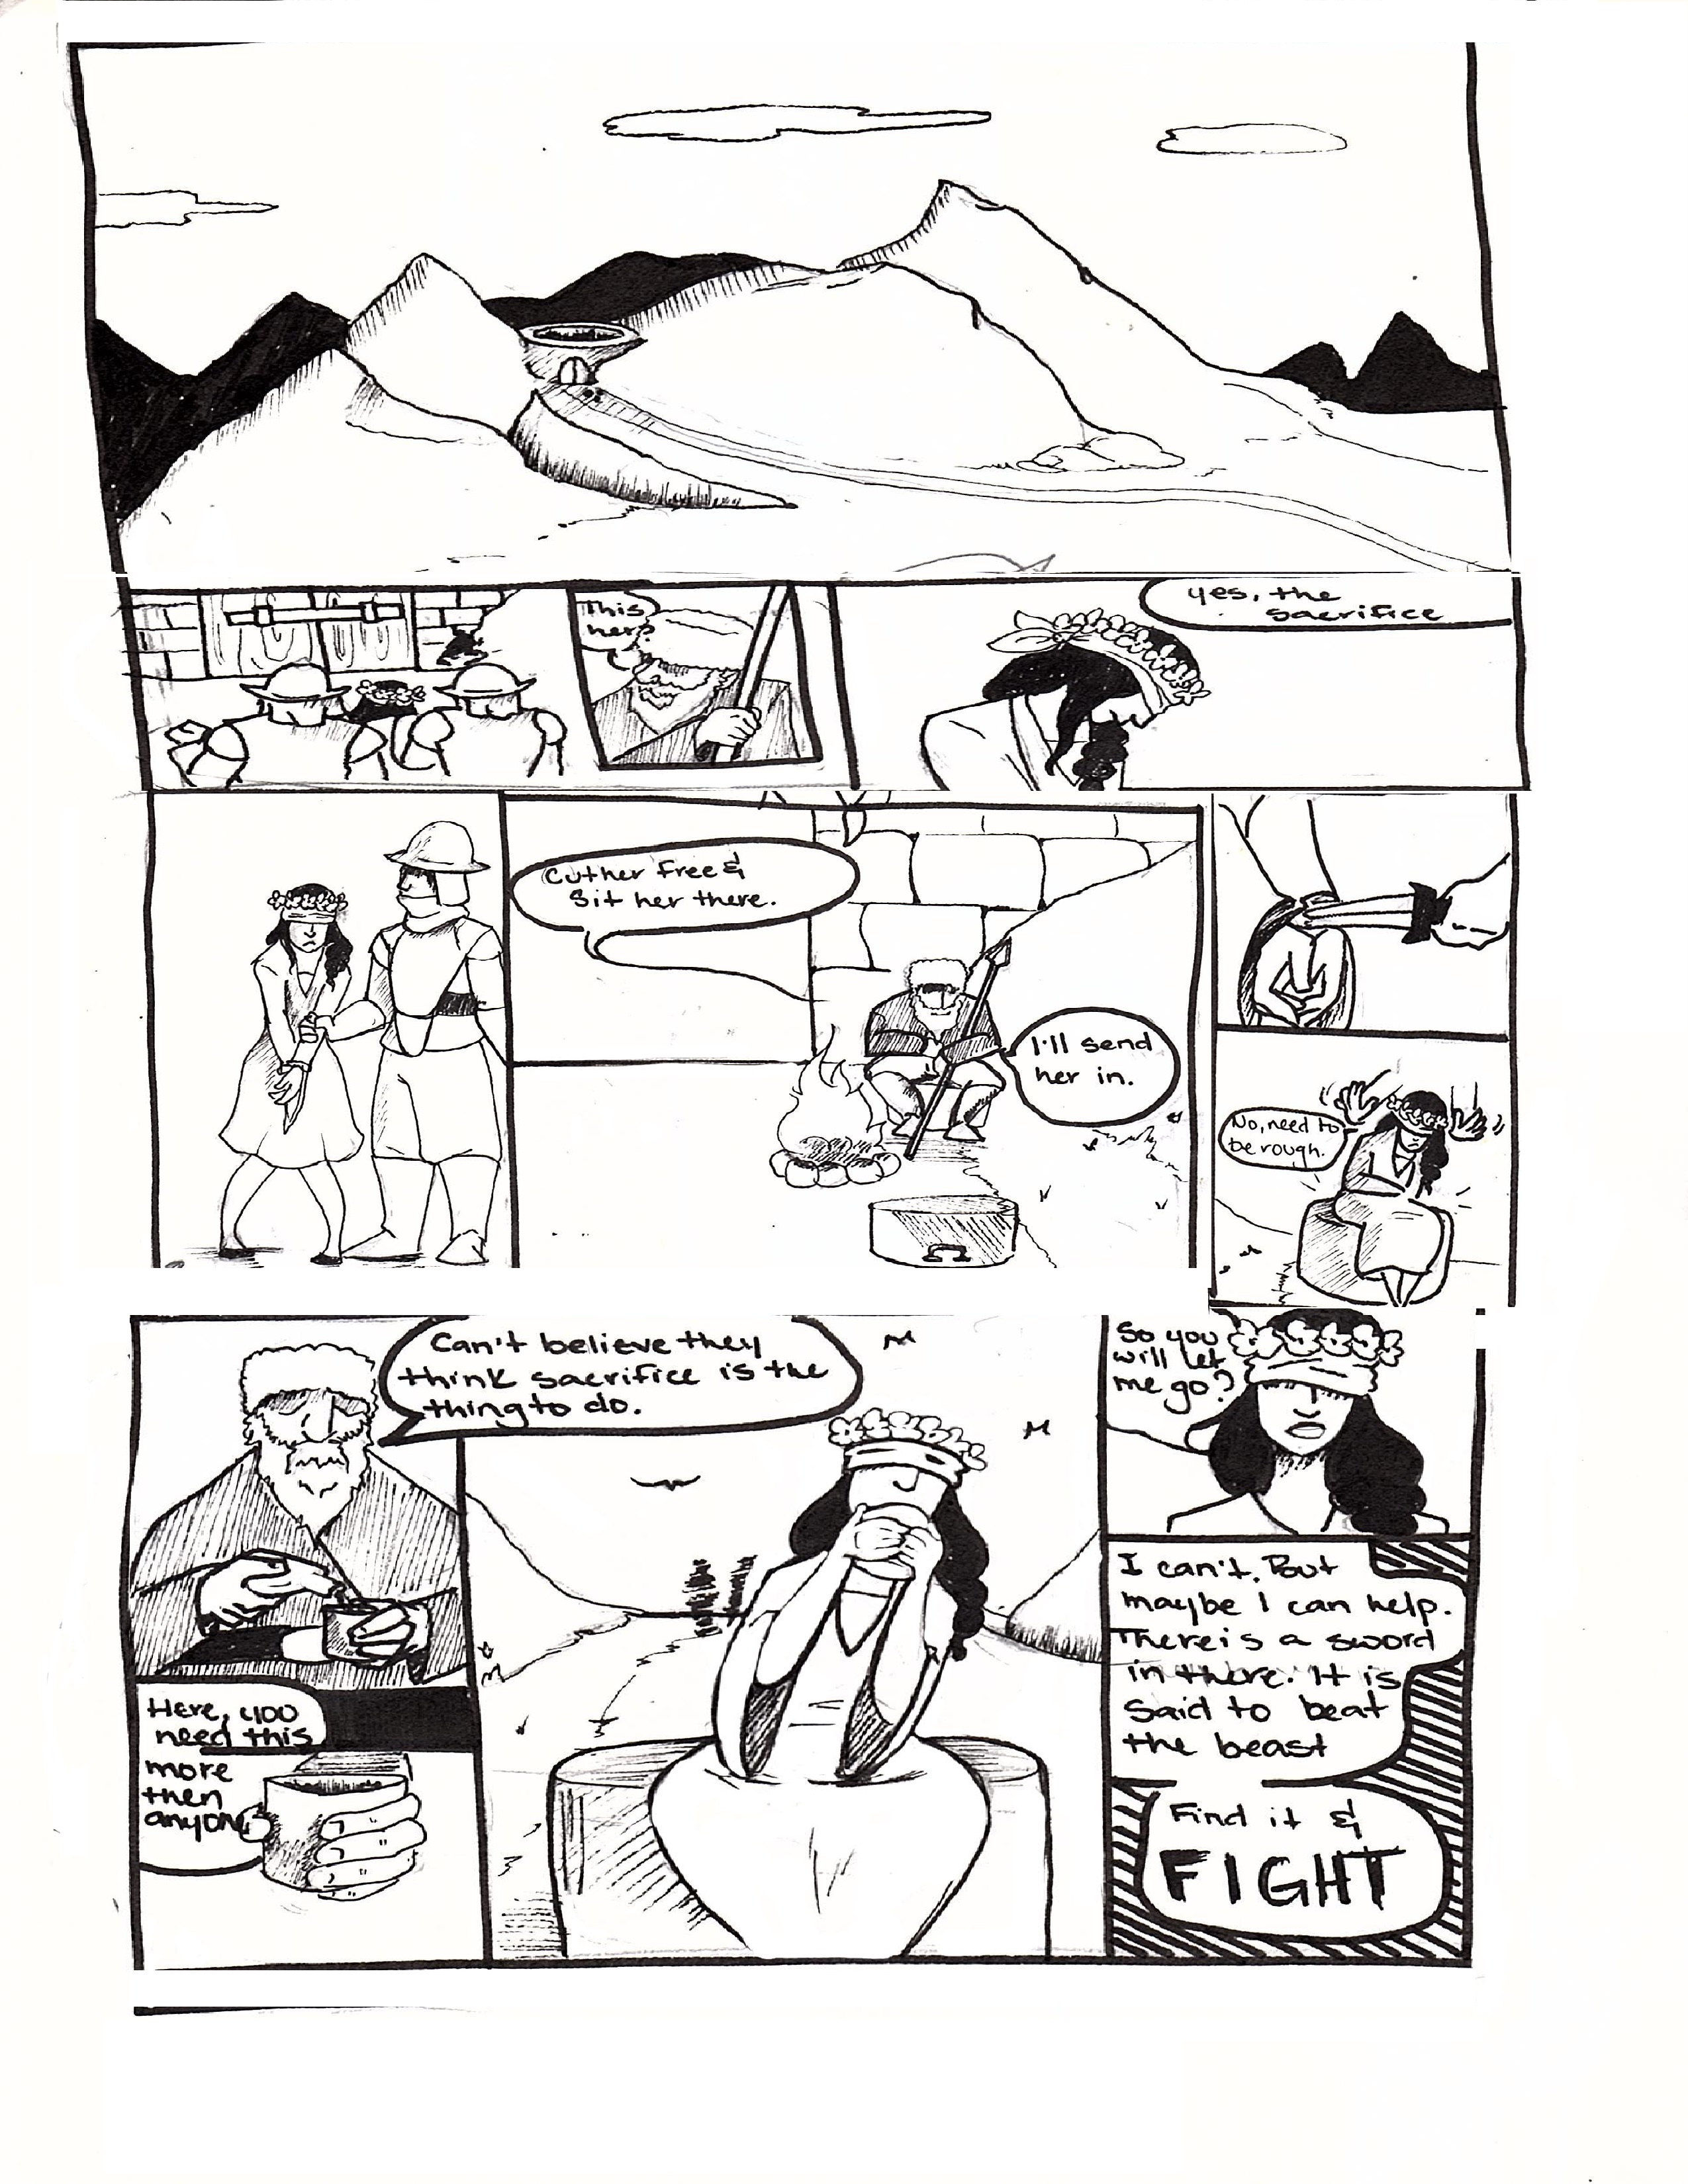 This
her?
yes, the
sacrifice
Cut her free &
Sit her there.
I'll send
her in.
No, need to
be rough.
Can't believe they
think sacrifice is the
thing to do.
Here, you
need this
more
then
anyone
So you
will let
me go?
I can't. But
maybe I can help.
There is a sword
in there. It is
said to beat
the beast
Find it &
FIGHT